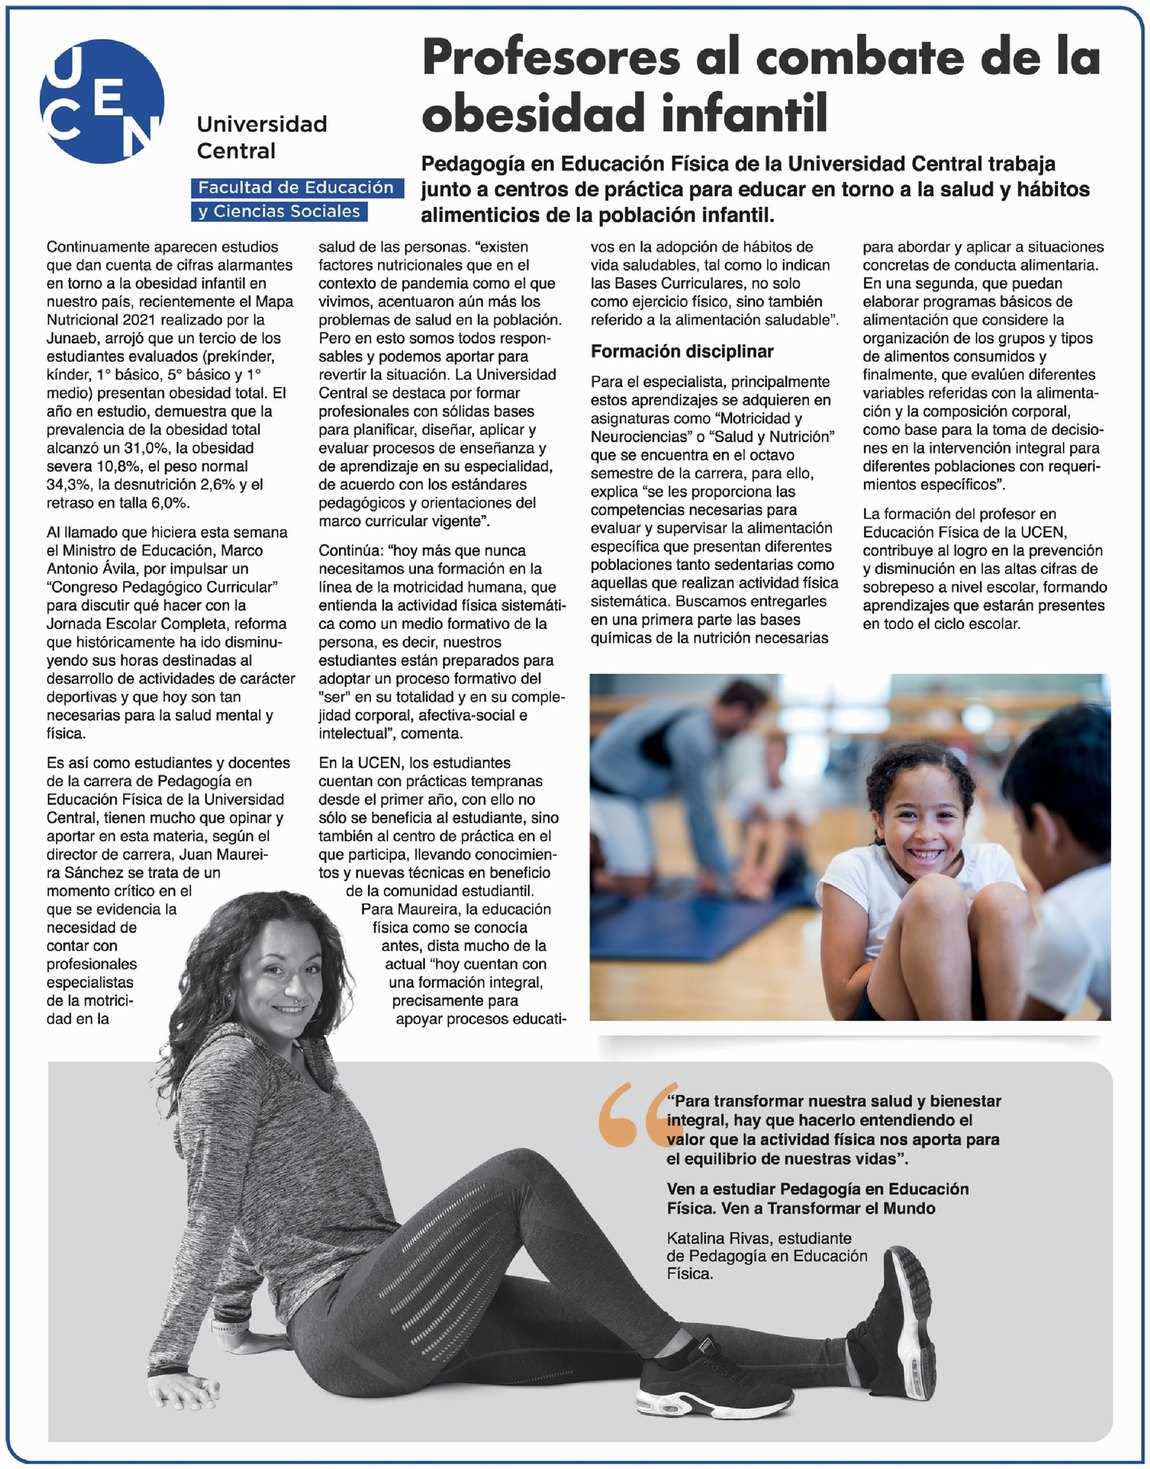 UCEN
Universidad
Central
Facultad de Educación
y Ciencias Sociales
Profesores al combate de la
obesidad infantil
Pedagogía en Educación Física de la Universidad Central trabaja
junto a centros de práctica para educar en torno a la salud y hábitos
alimenticios de la población infantil.
Continuamente aparecen estudios
que dan cuenta de cifras alarmantes
en torno a la obesidad infantil en
nuestro país, recientemente el Mapa
Nutricional 2021 realizado por la
Junaeb, arrojó que un tercio de los
estudiantes evaluados (prekínder,
kínder, 1° básico, 5° básico y 1°
medio) presentan obesidad total. El
año en estudio, demuestra que la
prevalencia de la obesidad total
alcanzó un 31,0%, la obesidad
severa 10,8%, el peso normal
34,3%, la desnutrición 2,6% y el
retraso en talla 6,0%.
Al llamado que hiciera esta semana
el Ministro de Educación, Marco
Antonio Ávila, por impulsar un
“Congreso Pedagógico Curricular”
para discutir qué hacer con la
Jornada Escolar Completa, reforma
que históricamente ha ido disminu-
yendo sus horas destinadas al
desarrollo de actividades de carácter
deportivas y que hoy son tan
necesarias para la salud mental y
física.
Es así como estudiantes y docentes
de la carrera de Pedagogía en
Educación Física de la Universidad
Central, tienen mucho que opinar y
aportar en esta materia, según el
director de carrera, Juan Maurei-
ra Sánchez se trata de un
momento crítico en el
que se evidencia la
necesidad de
contar con
profesionales
especialistas
de la motrici-
dad en la
salud de las personas. “existen
factores nutricionales que en el
contexto de pandemia como el que
vivimos, acentuaron aún más los
problemas de salud en la población.
Pero en esto somos todos respon-
sables y podemos aportar para
revertir la situación. La Universidad
Central se destaca por formar
profesionales con sólidas bases
para planificar, diseñar, aplicar y
evaluar procesos de enseñanza y
de aprendizaje en su especialidad,
de acuerdo con los estándares
pedagógicos y orientaciones del
marco curricular vigente”.
Continúa: “hoy más que nunca
necesitamos una formación en la
línea de la motricidad humana, que
entienda la actividad física sistemáti-
ca como un medio formativo de la
persona, es decir, nuestros
estudiantes están preparados para
adoptar un proceso formativo del
"ser" en su totalidad y en su comple-
jidad corporal, afectiva-social e
intelectual”, comenta.
En la UCEN, los estudiantes
cuentan con prácticas tempranas
desde el primer año, con ello no
sólo se beneficia al estudiante, sino
también al centro de práctica en el
que participa, llevando conocimien-
tos y nuevas técnicas en beneficio
de la comunidad estudiantil.
Para Maureira, la educación
física como se conocía
antes, dista mucho de la
actual “hoy cuentan con
una formación integral,
precisamente para
apoyar procesos educati-
vos en la adopción de hábitos de
vida saludables, tal como lo indican
las Bases Curriculares, no solo
como ejercicio físico, sino también
referido a la alimentación saludable”.
Formación disciplinar
Para el especialista, principalmente
estos aprendizajes se adquieren en
asignaturas como “Motricidad y
Neurociencias” o “Salud y Nutrición”
que se encuentra en el octavo
semestre de la carrera, para ello,
explica “se les proporciona las
competencias necesarias para
evaluar y supervisar la alimentación
específica que presentan diferentes
poblaciones tanto sedentarias como
aquellas que realizan actividad física
sistemática. Buscamos entregarles
en una primera parte las bases
químicas de la nutrición necesarias
para abordar y aplicar a situaciones
concretas de conducta alimentaria.
En una segunda, que puedan
elaborar programas básicos de
alimentación que considere la
organización de los grupos y tipos
de alimentos consumidos y
finalmente, que evalúen diferentes
variables referidas con la alimenta-
ción y la composición corporal,
como base para la toma de decisio-
nes en la intervención integral para
diferentes poblaciones con requeri-
mientos específicos”.
La formación del profesor en
Educación Física de la UCEN,
contribuye al logro en la prevención
y disminución en las altas cifras de
sobrepeso a nivel escolar, formando
aprendizajes que estarán presentes
en todo el ciclo escolar.
“Para transformar nuestra salud y bienestar
integral, hay que hacerlo entendiendo el
valor que la actividad física nos aporta para
el equilibrio de nuestras vidas”.
Ven a estudiar Pedagogía en Educación
Física. Ven a Transformar el Mundo
Katalina Rivas, estudiante
de Pedagogía en Educación
Física.